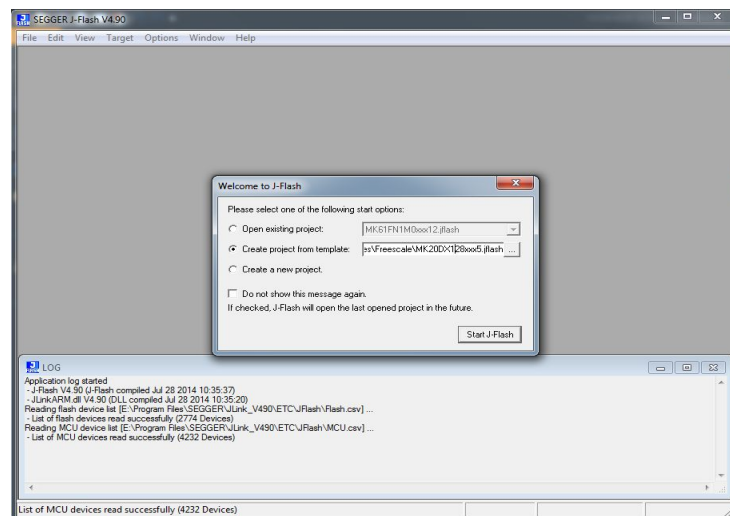 SEGGER J-Flash V4.90
File Edit View Target Options Window Help
Welcome to J-Flash
Please select one of the following start options:
Open existing project: MK61FN1M0xxx12.jflash
Create project from template: es\Freescale\MK20DX128xxx5.jflash ...
Create a new project.
Do not show this message again.
If checked, J-Flash will open the last opened project in the future.
Start J-Flash
LOG
Application log started
- J-Flash V4.90 (J-Flash compiled Jul 28 2014 10:35:37)
- JLinkARM.dll V4.90 (DLL compiled Jul 28 2014 10:35:20)
Reading flash device list [E:\Program Files\SEGGER\JLink_V490\ETC\JFlash\Flash.csv] ...
- List of flash devices read successfully (2774 Devices)
Reading MCU device list [E:\Program Files\SEGGER\JLink_V490\ETC\JFlash\MCU.csv] ...
- List of MCU devices read successfully (4232 Devices)
List of MCU devices read successfully (4232 Devices)